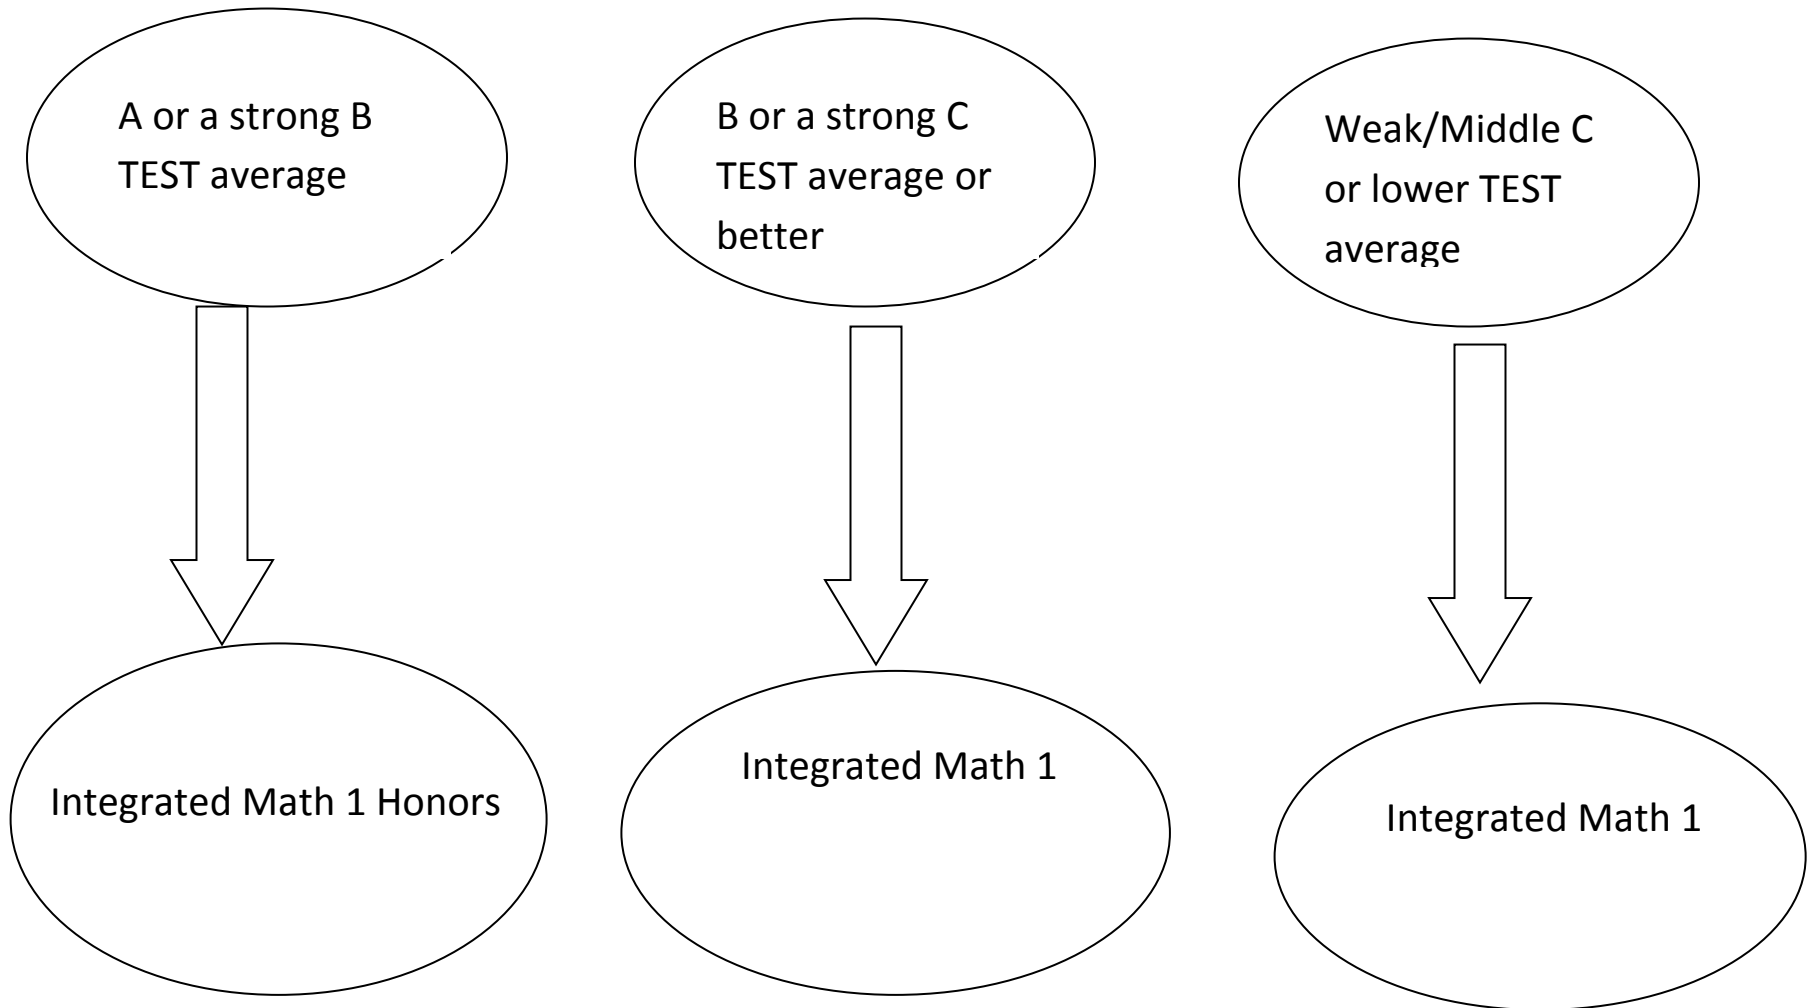 A or a strong B
TEST average
B or a strong C
TEST average or
better
Weak/Middle C
or lower TEST
average
Integrated Math 1 Honors
Integrated Math 1
Integrated Math 1